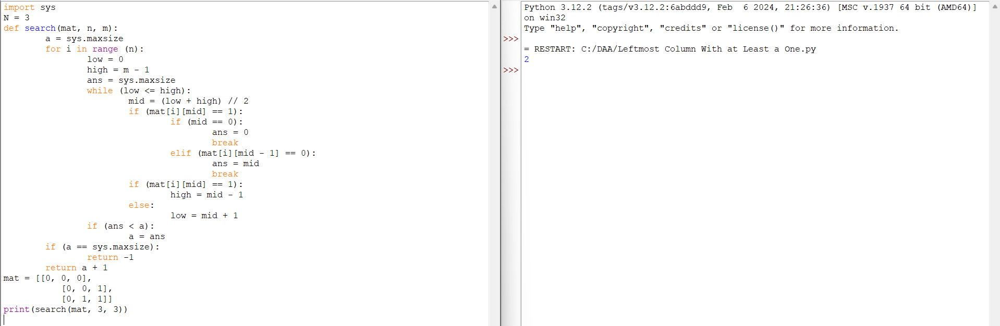 import sys
N = 3
def search(mat, n, m):
        a = sys.maxsize
        for i in range (n):
                low = 0
                high = m - 1
                ans = sys.maxsize
                while (low <= high):
                        mid = (low + high) // 2
                        if (mat[i][mid] == 1):
                                if (mid == 0):
                                        ans = 0
                                        break
                                elif (mat[i][mid - 1] == 0):
                                        ans = mid
                                        break
                        if (mat[i][mid] == 1):
                                high = mid - 1
                        else:
                                low = mid + 1
                if (ans < a):
                        a = ans
        if (a == sys.maxsize):
                return -1
        return a + 1
mat = [[0, 0, 0],
           [0, 0, 1],
           [0, 1, 1]]
print(search(mat, 3, 3))
Python 3.12.2 (tags/v3.12.2:6abddd9, Feb  6 2024, 21:26:36) [MSC v.1937 64 bit (AMD64)]
on win32
Type "help", "copyright", "credits" or "license()" for more information.
>>>
= RESTART: C:/DAA/Leftmost Column With at Least a One.py
2
>>>